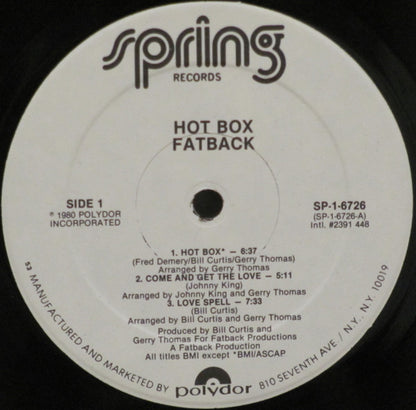 spring
RECORDS
HOT BOX
FATBACK
SIDE 1
℗ 1980 POLYDOR
INCORPORATED
SP-1-6726
(SP-1-6726-A)
Intl. #2391 448
1. HOT BOX* — 6:37
(Fred Demery/Bill Curtis/Gerry Thomas)
Arranged by Gerry Thomas
2. COME AND GET THE LOVE — 5:11
(Johnny King)
Arranged by Johnny King and Gerry Thomas
3. LOVE SPELL — 7:33
(Bill Curtis)
Arranged by Bill Curtis and Gerry Thomas
Produced by Bill Curtis and
Gerry Thomas For Fatback Productions
A Fatback Production
All titles BMI except *BMI/ASCAP
53 MANUFACTURED AND MARKETED BY polydor 810 SEVENTH AVE / N.Y. N.Y. 10019